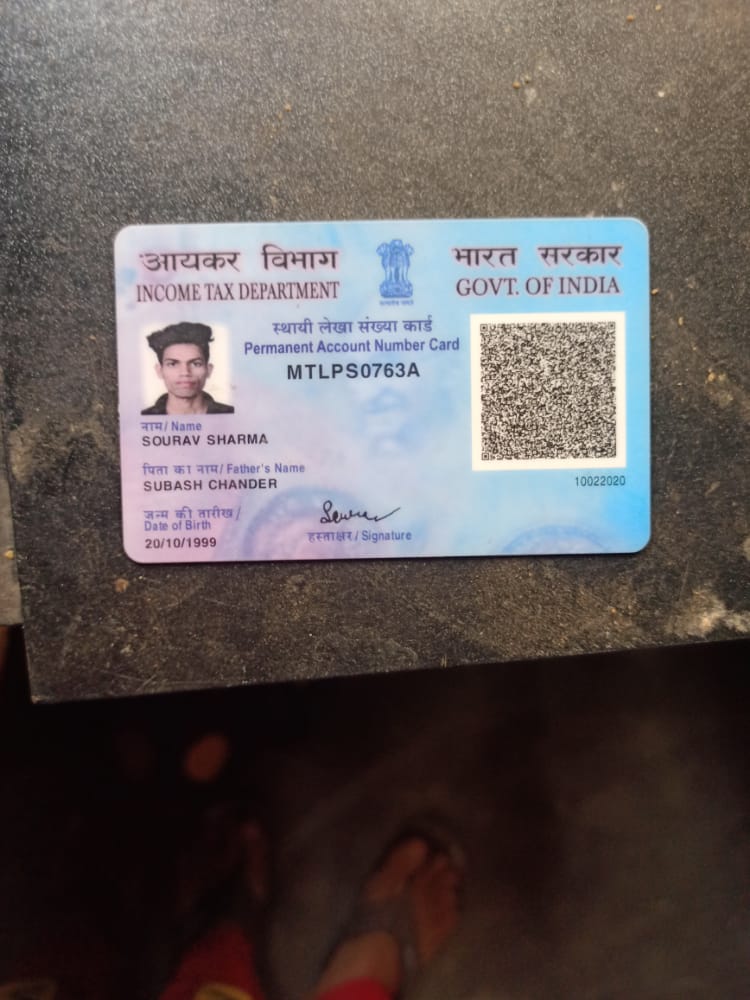 आयकर विभाग
INCOME TAX DEPARTMENT
भारत सरकार
GOVT. OF INDIA
स्थायी लेखा संख्या कार्ड
Permanent Account Number Card
MTLPS0763A
नाम / Name
SOURAV SHARMA
पिता का नाम / Father's Name
SUBASH CHANDER
जन्म की तारीख /
Date of Birth
20/10/1999
हस्ताक्षर / Signature
10022020